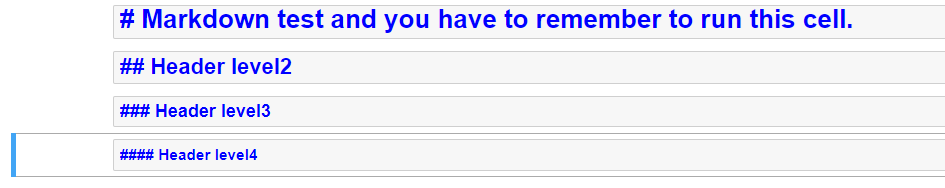 # Markdown test and you have to remember to run this cell.
## Header level2
### Header level3
#### Header level4